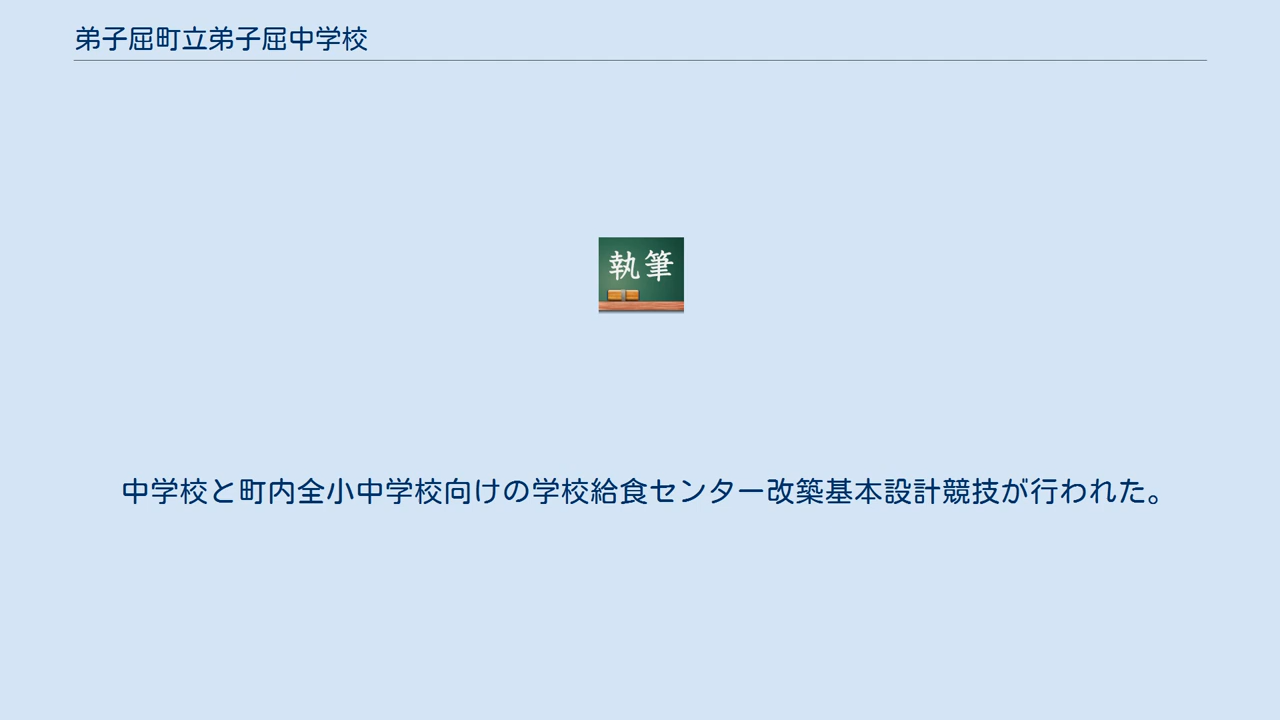 弟子屈町立弟子屈中学校
執筆
中学校と町内全小中学校向けの学校給食センター改築基本設計競技が行われた。